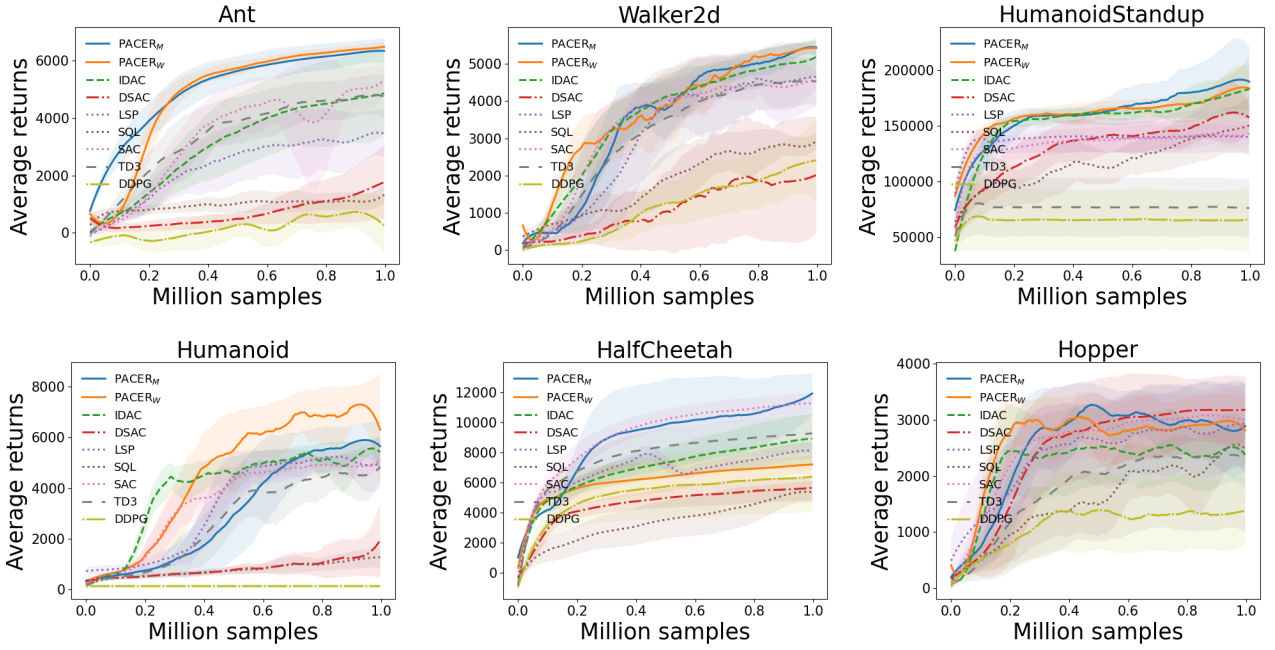 Ant
Average returns
6000
4000
2000
0
PACER_M
PACER_W
IDAC
DSAC
LSP
SQL
SAC
TD3
DDPG
0.0 0.2 0.4 0.6 0.8 1.0
Million samples
Walker2d
Average returns
5000
4000
3000
2000
1000
0
PACER_M
PACER_W
IDAC
DSAC
LSP
SQL
SAC
TD3
DDPG
0.0 0.2 0.4 0.6 0.8 1.0
Million samples
HumanoidStandup
Average returns
200000
150000
100000
50000
PACER_M
PACER_W
IDAC
DSAC
LSP
SQL
SAC
TD3
DDPG
0.0 0.2 0.4 0.6 0.8 1.0
Million samples
Humanoid
Average returns
8000
6000
4000
2000
0
PACER_M
PACER_W
IDAC
DSAC
LSP
SQL
SAC
TD3
DDPG
0.0 0.2 0.4 0.6 0.8 1.0
Million samples
HalfCheetah
Average returns
12000
10000
8000
6000
4000
2000
0
PACER_M
PACER_W
IDAC
DSAC
LSP
SQL
SAC
TD3
DDPG
0.0 0.2 0.4 0.6 0.8 1.0
Million samples
Hopper
Average returns
4000
3000
2000
1000
0
PACER_M
PACER_W
IDAC
DSAC
LSP
SQL
SAC
TD3
DDPG
0.0 0.2 0.4 0.6 0.8 1.0
Million samples